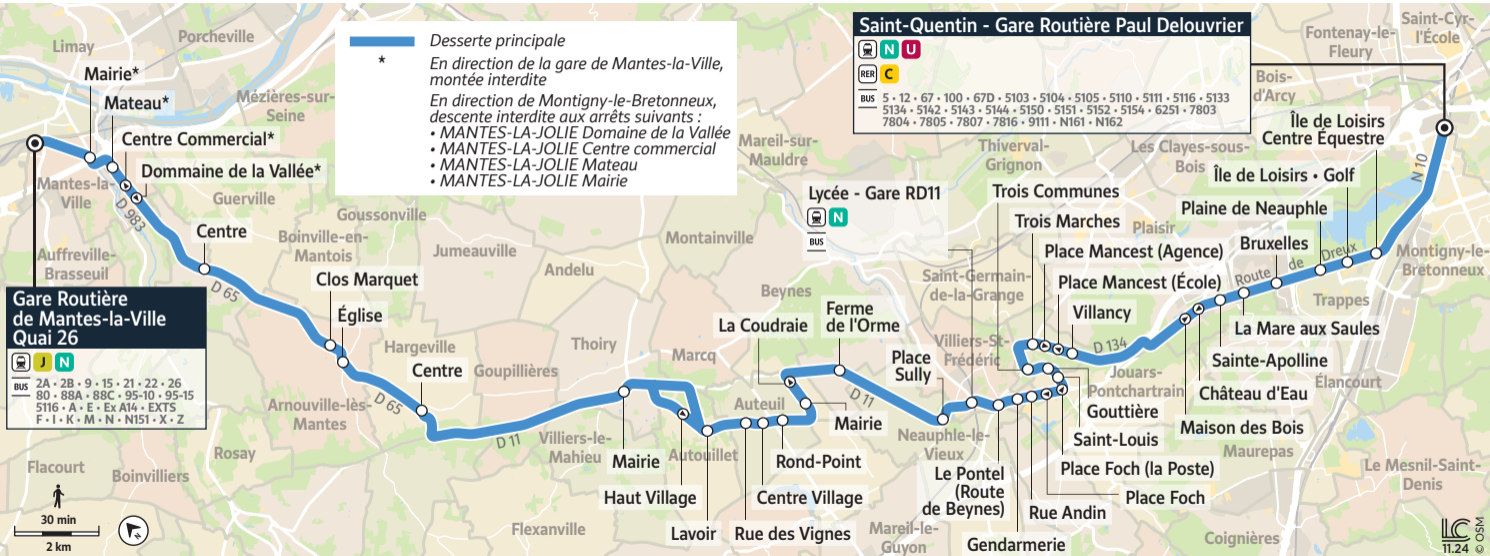 Limay
Porcheville
Mézières-sur-
Seine
Mantes-la-
Ville
Guerville
Auffreville-
Brasseuil
Goussonville
Boinville-en-
Mantois
Jumeauville
Andelu
Montainville
Mareil-sur-
Mauldre
Hargeville
Goupillières
Thoiry
Marcq
Beynes
Arnouville-lès-
Mantes
Rosay
Flacourt
Boinvilliers
Villiers-le-
Mahieu
Autouillet
Auteuil
Flexanville
Saint-Germain-
de-la-Grange
Villiers-St-
Frédéric
Neauphle-le-
Vieux
Mareil-le-
Guyon
Thiverval-
Grignon
Plaisir
Les Clayes-sous-
Bois
Bois-
d'Arcy
Fontenay-le-
Fleury
Saint-Cyr-
l'École
Montigny-le-
Bretonneux
Trappes
Élancourt
Jouars-
Pontchartrain
Maurepas
Coignières
Le Mesnil-Saint-
Denis
D 983
D 65
D 65
D 11
D 11
D 134
Route de Dreux
N 10
Desserte principale
* En direction de la gare de Mantes-la-Ville,
montée interdite
En direction de Montigny-le-Bretonneux,
descente interdite aux arrêts suivants :
• MANTES-LA-JOLIE Domaine de la Vallée
• MANTES-LA-JOLIE Centre commercial
• MANTES-LA-JOLIE Mateau
• MANTES-LA-JOLIE Mairie
Gare Routière
de Mantes-la-Ville
Quai 26
J N
BUS
2A • 2B • 9 • 15 • 21 • 22 • 26
80 • 88A • 88C • 95-10 • 95-15
5116 • A • E • Ex A14 • EXTS
F • I • K • M • N • N151 • X • Z
Mairie*
Mateau*
Centre Commercial*
Dommaine de la Vallée*
Centre
Clos Marquet
Église
Centre
Mairie
Haut Village
Lavoir
Rue des Vignes
Centre Village
Rond-Point
Mairie
La Coudraie
Ferme
de l'Orme
Place
Sully
Lycée - Gare RD11
N
BUS
Le Pontel
(Route
de Beynes)
Gendarmerie
Rue Andin
Place Foch
Place Foch (la Poste)
Saint-Louis
Gouttière
Trois Communes
Trois Marches
Place Mancest (Agence)
Place Mancest (École)
Villancy
Maison des Bois
Château d'Eau
Sainte-Apolline
La Mare aux Saules
Bruxelles
Plaine de Neauphle
Île de Loisirs • Golf
Île de Loisirs
Centre Équestre
Saint-Quentin - Gare Routière Paul Delouvrier
N U
RER C
BUS
5 • 12 • 67 • 100 • 67D • 5103 • 5104 • 5105 • 5110 • 5111 • 5116 • 5133
5134 • 5142 • 5143 • 5144 • 5150 • 5151 • 5152 • 5154 • 6251 • 7803
7804 • 7805 • 7807 • 7816 • 9111 • N161 • N162
30 min
2 km
N
LC
11.24
© OSM